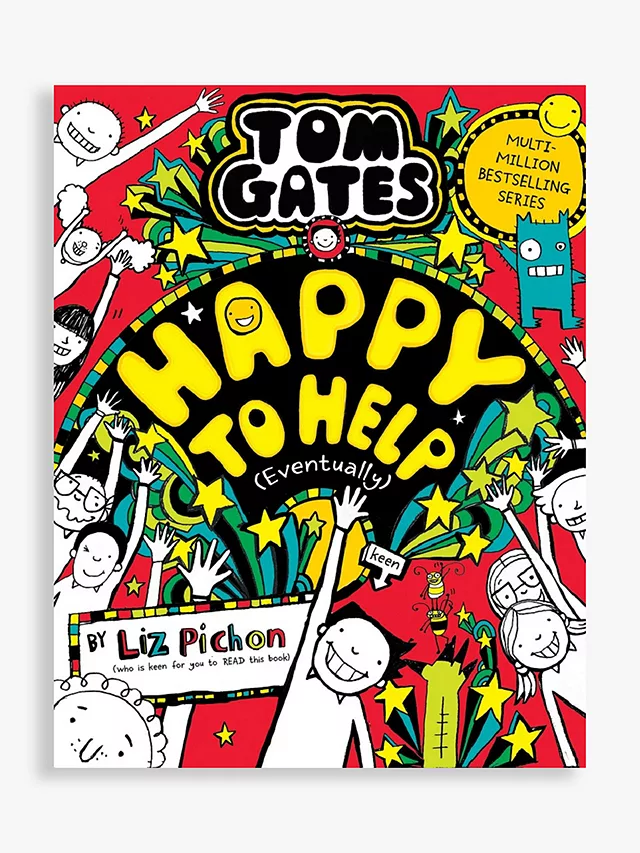 TOM
GATES
MULTI-
MILLION
BESTSELLING
SERIES
HAPPY
TO HELP
(Eventually)
keen
BY Liz Pichon
(who is keen for you to READ this book)